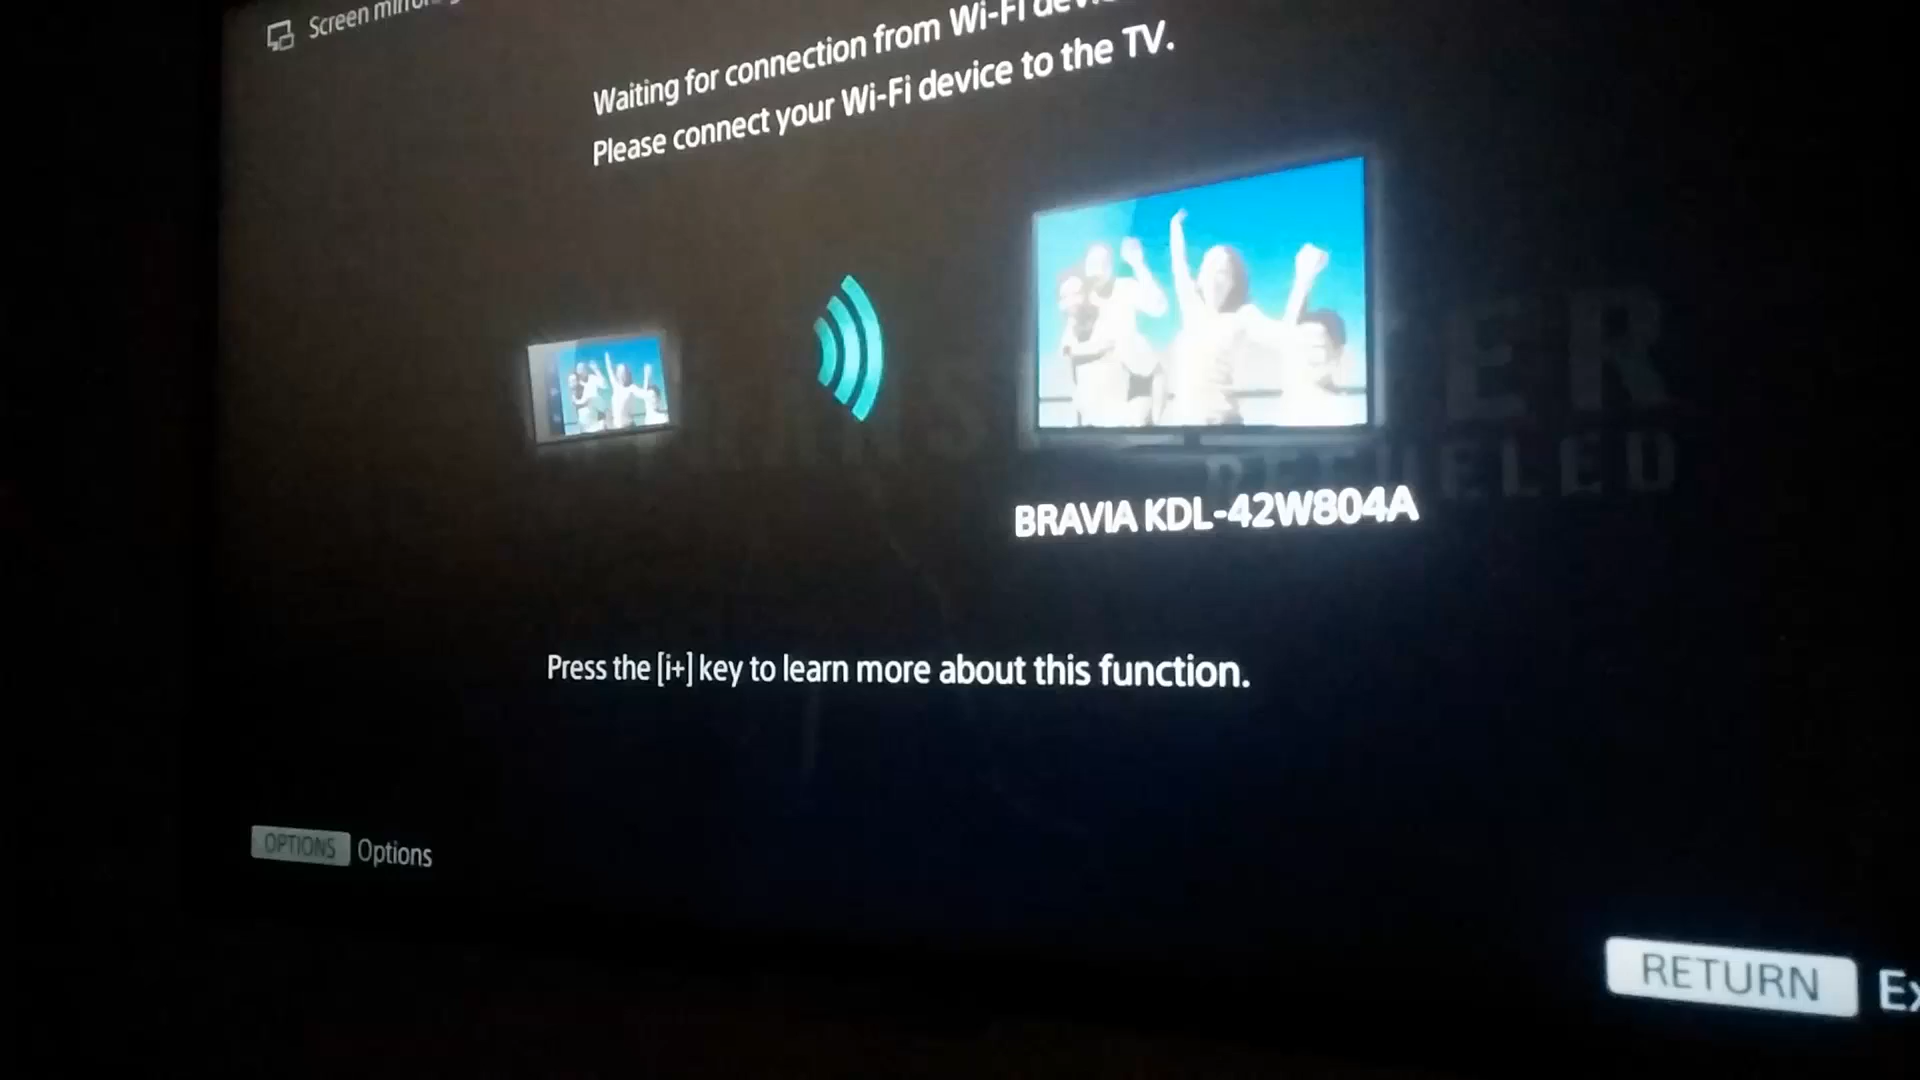 Screen
Waiting for connection from Wi-Fi
Please connect your Wi-Fi device to the TV.
BRAVIA KDL-42W804A
Press the [i+] key to learn more about this function.
OPTIONS Options
RETURN